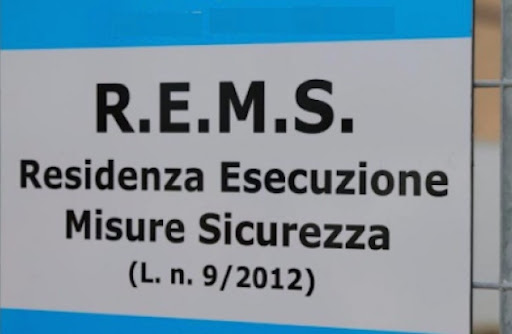 R.E.M.S.
Residenza Esecuzione
Misure Sicurezza
(L. n. 9/2012)